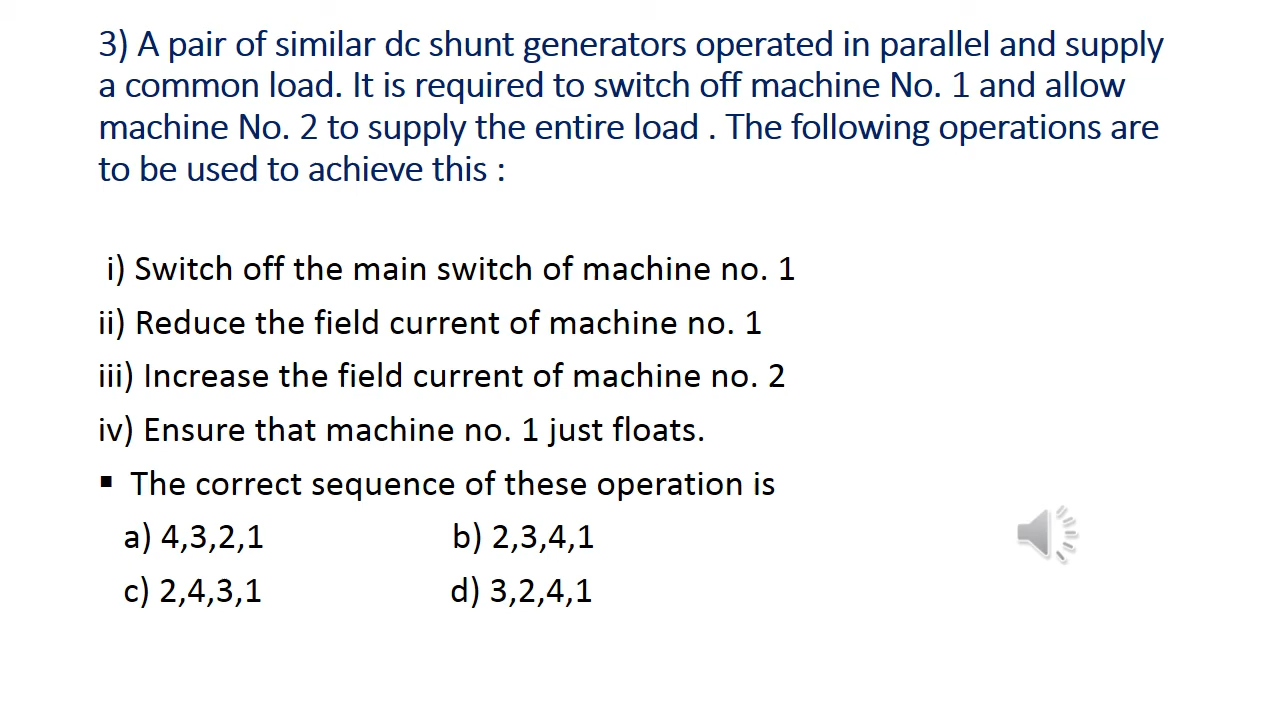 3) A pair of similar dc shunt generators operated in parallel and supply
a common load. It is required to switch off machine No. 1 and allow
machine No. 2 to supply the entire load . The following operations are
to be used to achieve this :
i) Switch off the main switch of machine no. 1
ii) Reduce the field current of machine no. 1
iii) Increase the field current of machine no. 2
iv) Ensure that machine no. 1 just floats.
▪ The correct sequence of these operation is
a) 4,3,2,1 b) 2,3,4,1
c) 2,4,3,1 d) 3,2,4,1